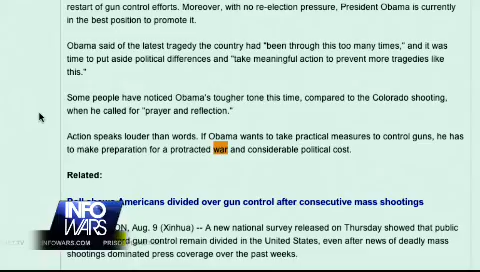 restart of gun control efforts. Moreover, with no re-election pressure, President Obama is currently
in the best position to promote it.
Obama said of the latest tragedy the country had "been through this too many times," and it was
time to put aside political differences and "take meaningful action to prevent more tragedies like
this."
Some people have noticed Obama's tougher tone this time, compared to the Colorado shooting,
when he called for "prayer and reflection."
Action speaks louder than words. If Obama wants to take practical measures to control guns, he has
to make preparation for a protracted war and considerable political cost.
Related:
Americans divided over gun control after consecutive mass shootings
ON, Aug. 9 (Xinhua) -- A new national survey released on Thursday showed that public
gun control remain divided in the United States, even after news of deadly mass
shootings dominated press coverage over the past weeks.
INFO
WARS
INFOWARS.COM